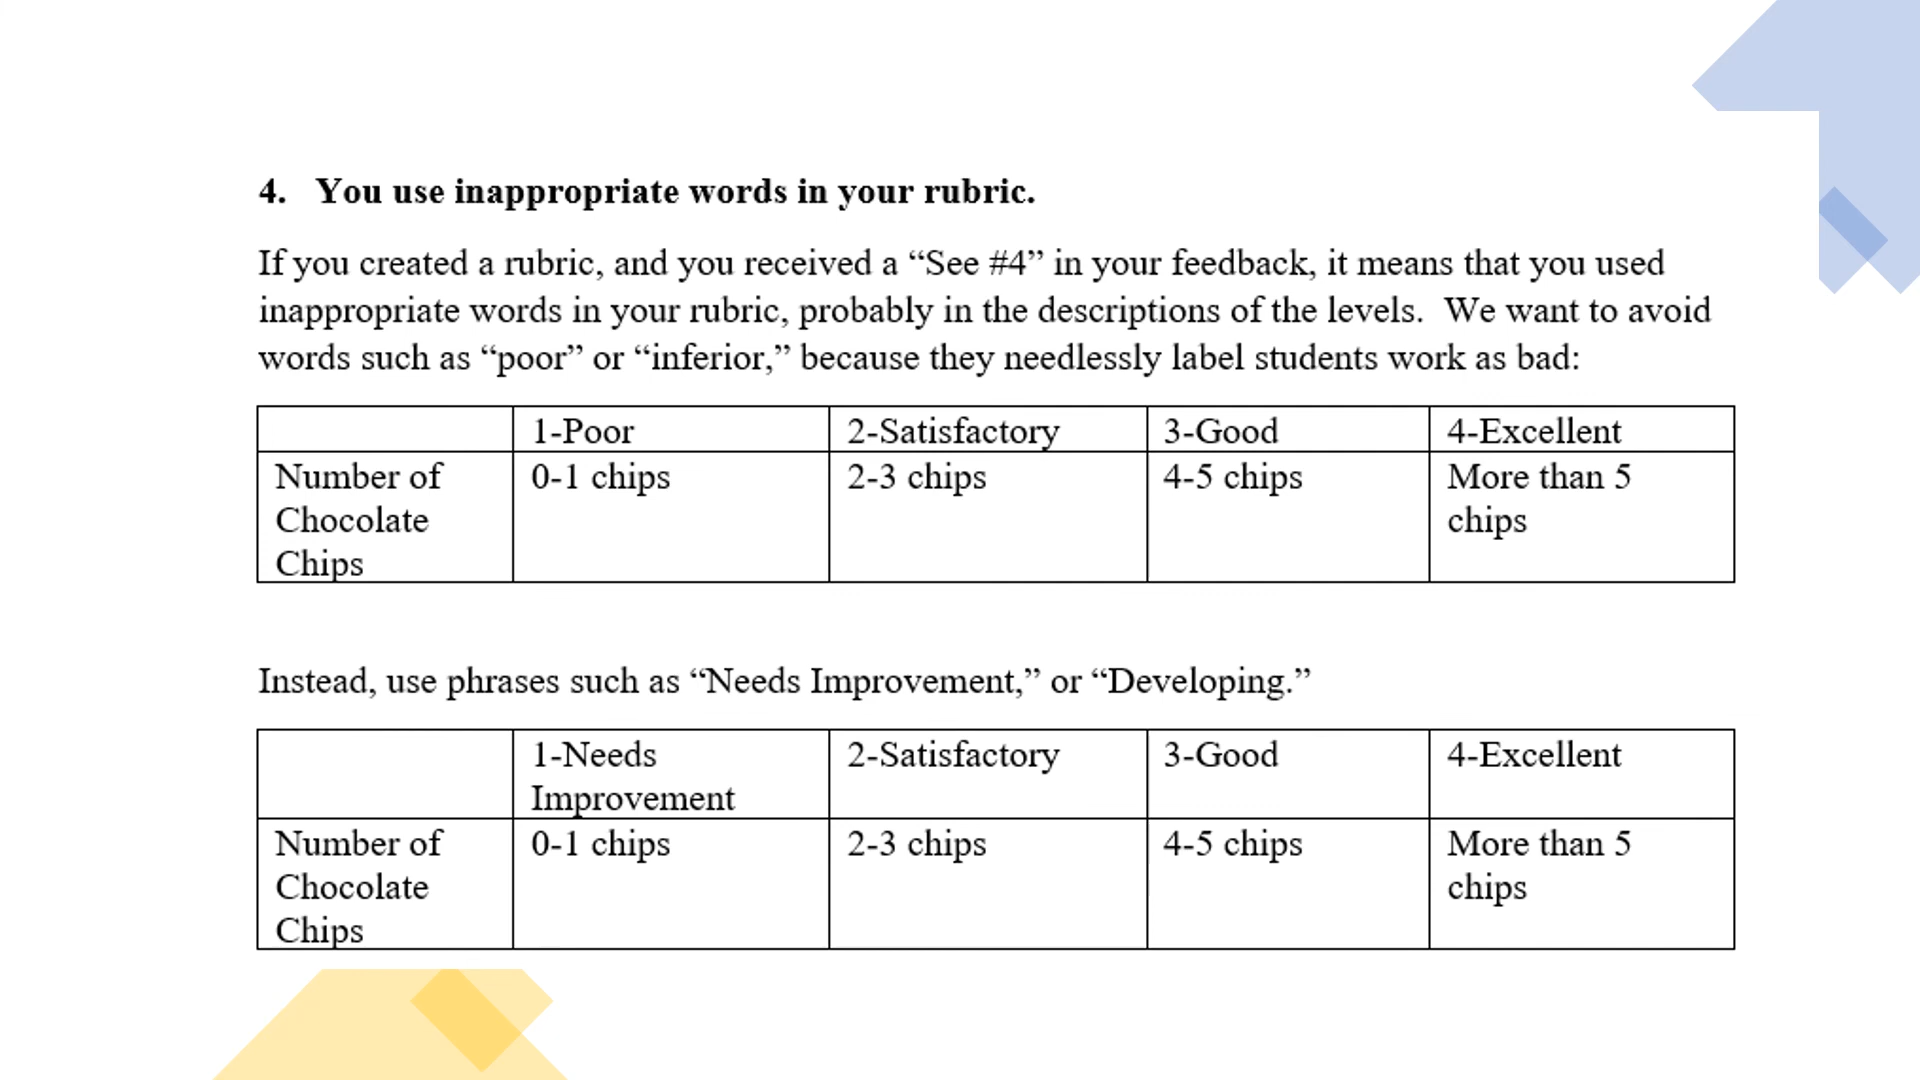 4. You use inappropriate words in your rubric.
If you created a rubric, and you received a “See #4” in your feedback, it means that you used
inappropriate words in your rubric, probably in the descriptions of the levels. We want to avoid
words such as “poor” or “inferior,” because they needlessly label students work as bad:
1-Poor 2-Satisfactory 3-Good 4-Excellent
Number of 0-1 chips 2-3 chips 4-5 chips More than 5
Chocolate chips
Chips
Instead, use phrases such as “Needs Improvement,” or “Developing.”
1-Needs 2-Satisfactory 3-Good 4-Excellent
Improvement
Number of 0-1 chips 2-3 chips 4-5 chips More than 5
Chocolate chips
Chips